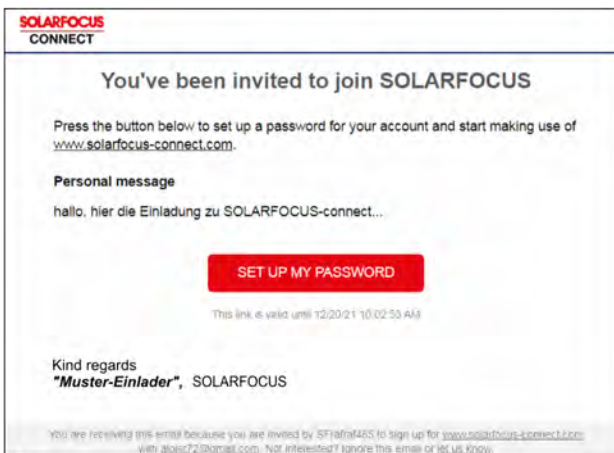 SOLARFOCUS
CONNECT
You've been invited to join SOLARFOCUS
Press the button below to set up a password for your account and start making use of
www.solarfocus-connect.com.
Personal message
hallo, hier die Einladung zu SOLARFOCUS-connect...
SET UP MY PASSWORD
This link is valid until 12/20/21 10:02:53 AM
Kind regards
"Muster-Einlader", SOLARFOCUS
You are receiving this email because you are invited by to sign up for www.solarfocus-connect.com
with Not interested? Ignore this email or let us know.